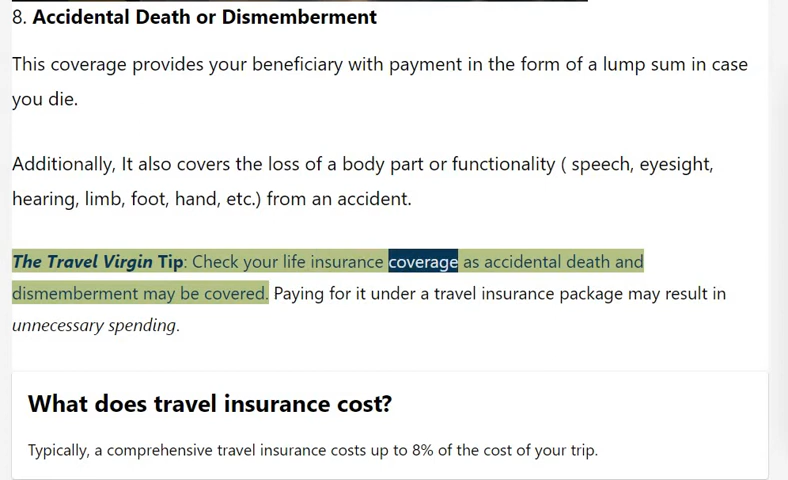 8. Accidental Death or Dismemberment
This coverage provides your beneficiary with payment in the form of a lump sum in case
you die.
Additionally, It also covers the loss of a body part or functionality ( speech, eyesight,
hearing, limb, foot, hand, etc.) from an accident.
The Travel Virgin Tip: Check your life insurance coverage as accidental death and
dismemberment may be covered. Paying for it under a travel insurance package may result in
unnecessary spending.
What does travel insurance cost?
Typically, a comprehensive travel insurance costs up to 8% of the cost of your trip.